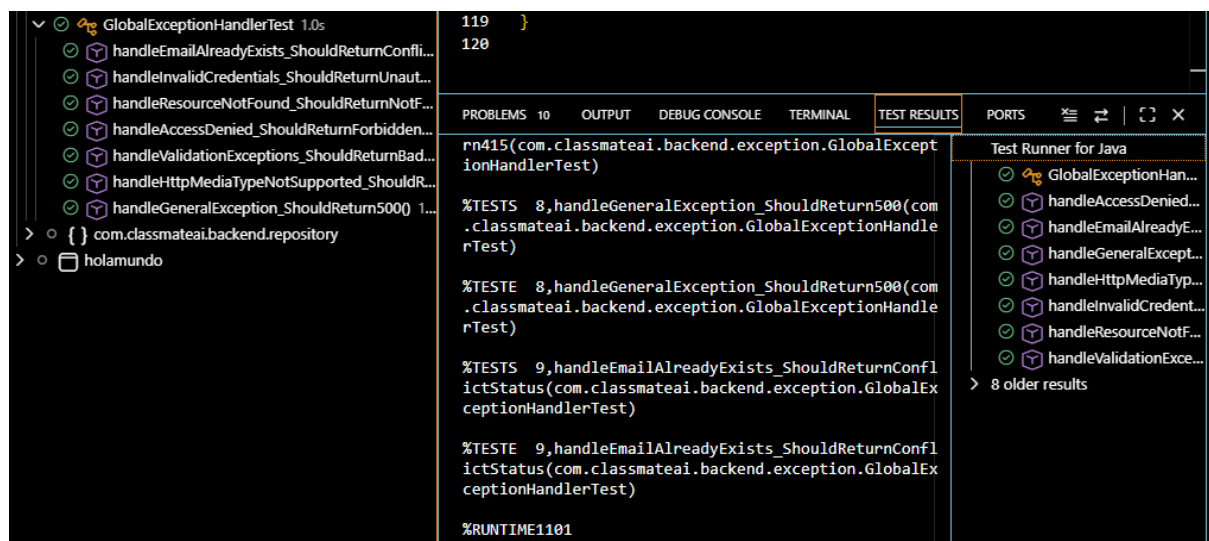 GlobalExceptionHandlerTest 1.0s
handleEmailAlreadyExists_ShouldReturnConfli...
handleInvalidCredentials_ShouldReturnUnaut...
handleResourceNotFound_ShouldReturnNotF...
handleAccessDenied_ShouldReturnForbidden...
handleValidationExceptions_ShouldReturnBad...
handleHttpMediaTypeNotSupported_ShouldR...
handleGeneralException_ShouldReturn500() 1...
{ } com.classmateai.backend.repository
holamundo
119 }
120
PROBLEMS 10 OUTPUT DEBUG CONSOLE TERMINAL TEST RESULTS PORTS
rn415(com.classmateai.backend.exception.GlobalExcept
ionHandlerTest)
%TESTS 8,handleGeneralException_ShouldReturn500(com
.classmateai.backend.exception.GlobalExceptionHandle
rTest)
%TESTE 8,handleGeneralException_ShouldReturn500(com
.classmateai.backend.exception.GlobalExceptionHandle
rTest)
%TESTS 9,handleEmailAlreadyExists_ShouldReturnConfl
ictStatus(com.classmateai.backend.exception.GlobalEx
ceptionHandlerTest)
%TESTE 9,handleEmailAlreadyExists_ShouldReturnConfl
ictStatus(com.classmateai.backend.exception.GlobalEx
ceptionHandlerTest)
%RUNTIME1101
Test Runner for Java
GlobalExceptionHan...
handleAccessDenied...
handleEmailAlreadyE...
handleGeneralExcept...
handleHttpMediaTyp...
handleInvalidCredent...
handleResourceNotF...
handleValidationExce...
8 older results